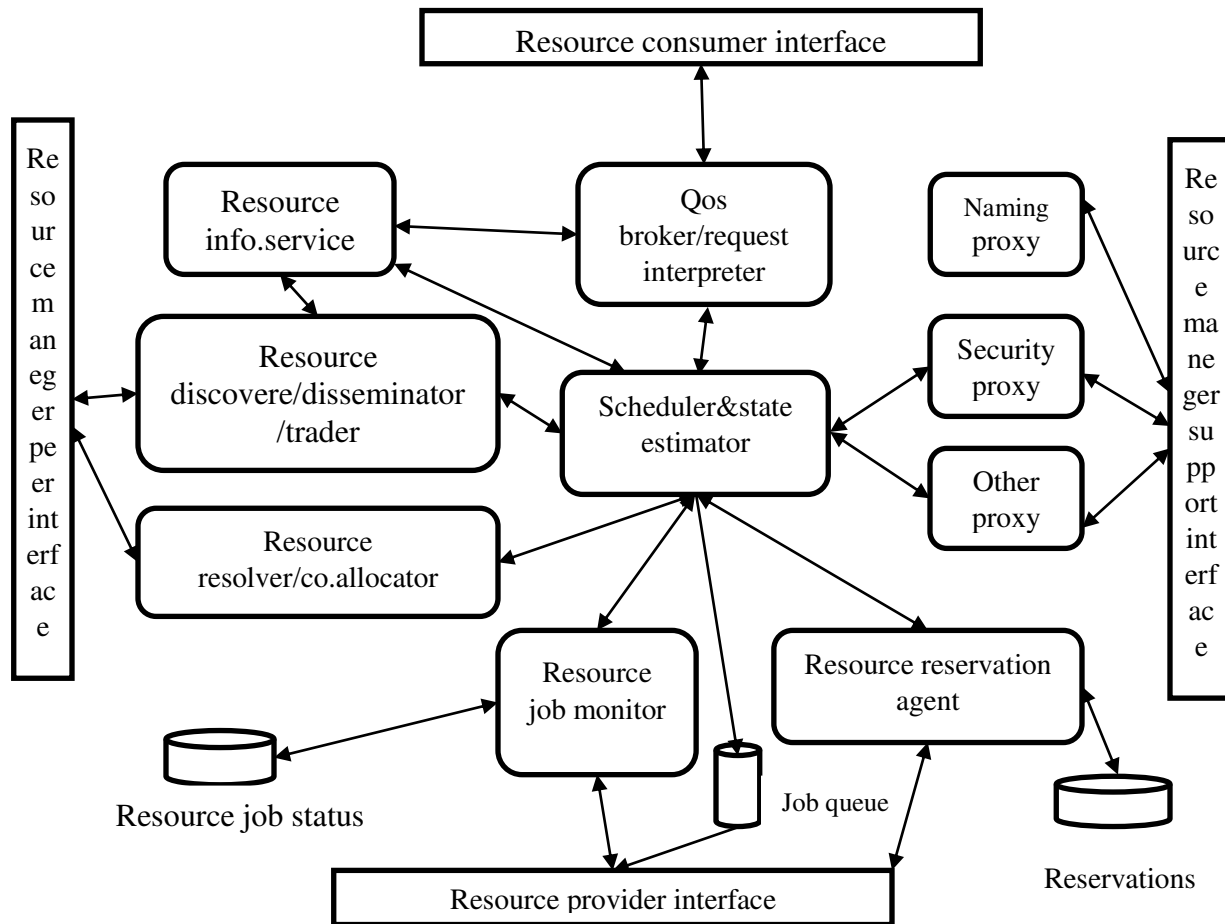 Resource consumer interface
Re
so
ur
ce
m
an
eg
er
pe
er
int
erf
ac
e
Resource
info.service
Qos
broker/request
interpreter
Naming
proxy
Re
so
urc
e
ma
ne
ger
su
pp
ort
int
erf
ac
e
Resource
discovere/disseminator
/trader
Scheduler&state
estimator
Security
proxy
Other
proxy
Resource
resolver/co.allocator
Resource
job monitor
Resource reservation
agent
Resource job status
Job queue
Reservations
Resource provider interface